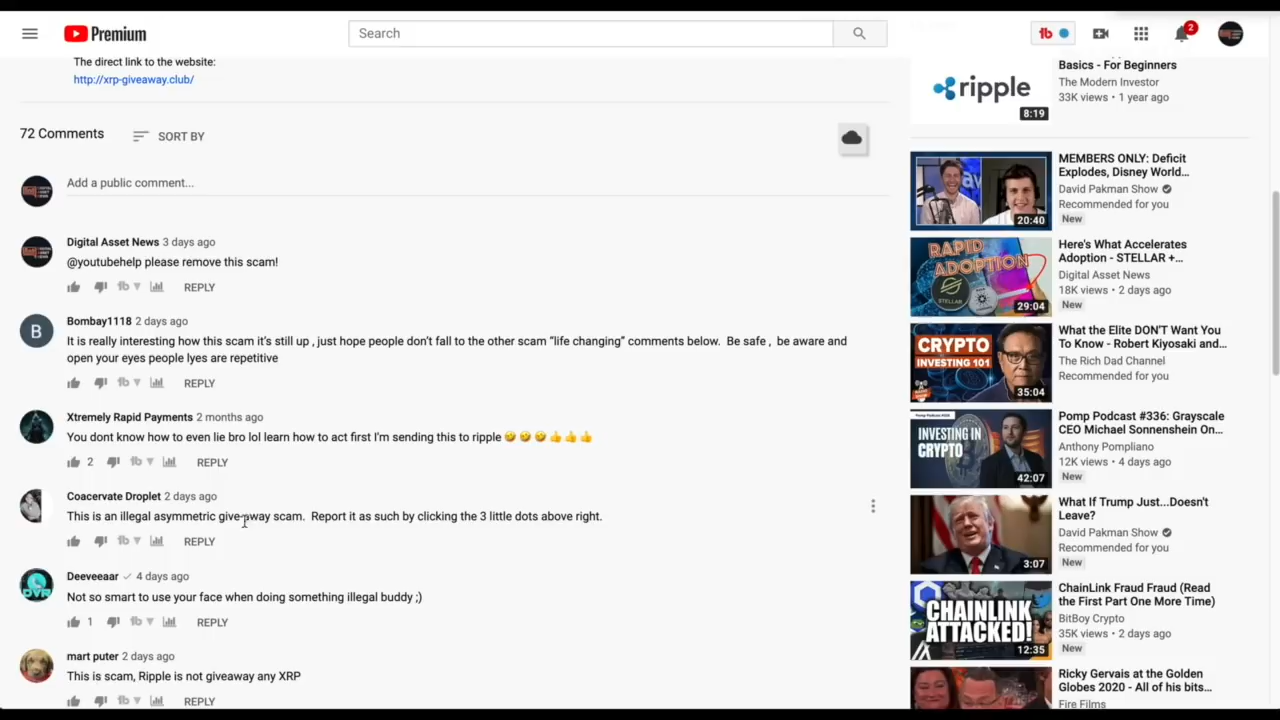 Premium
Search
tb
2
The direct link to the website:
http://xrp-giveaway.club/
72 Comments
SORT BY
Add a public comment...
Digital Asset News 3 days ago
@youtubehelp please remove this scam!
tb
REPLY
B
Bombay1118 2 days ago
It is really interesting how this scam it's still up , just hope people don't fall to the other scam "life changing" comments below. Be safe , be aware and
open your eyes people lyes are repetitive
tb
REPLY
Xtremely Rapid Payments 2 months ago
You dont know how to even lie bro lol learn how to act first I'm sending this to ripple 🤣 🤣 🤣 👍 👍 👍
2
tb
REPLY
Coacervate Droplet 2 days ago
This is an illegal asymmetric give-away scam. Report it as such by clicking the 3 little dots above right.
tb
REPLY
DVR
Deeveeaar 4 days ago
Not so smart to use your face when doing something illegal buddy ;)
1
tb
REPLY
mart puter 2 days ago
This is scam, Ripple is not giveaway any XRP
tb
REPLY
ripple
8:19
Basics - For Beginners
The Modern Investor
33K views • 1 year ago
20:40
MEMBERS ONLY: Deficit
Explodes, Disney World...
David Pakman Show
Recommended for you
New
RAPID
ADOPTION
STELLAR
29:04
Here's What Accelerates
Adoption - STELLAR +...
Digital Asset News
18K views • 2 days ago
New
CRYPTO
INVESTING 101
35:04
What the Elite DON'T Want You
To Know - Robert Kiyosaki and...
The Rich Dad Channel
Recommended for you
INVESTING IN
CRYPTO
42:07
Pomp Podcast #336: Grayscale
CEO Michael Sonnenshein On...
Anthony Pompliano
12K views • 4 days ago
New
3:07
What If Trump Just...Doesn't
Leave?
David Pakman Show
Recommended for you
New
CHAINLINK
ATTACKED!
12:35
ChainLink Fraud Fraud (Read
the First Part One More Time)
BitBoy Crypto
35K views • 2 days ago
New
Ricky Gervais at the Golden
Globes 2020 - All of his bits...
Fire Films